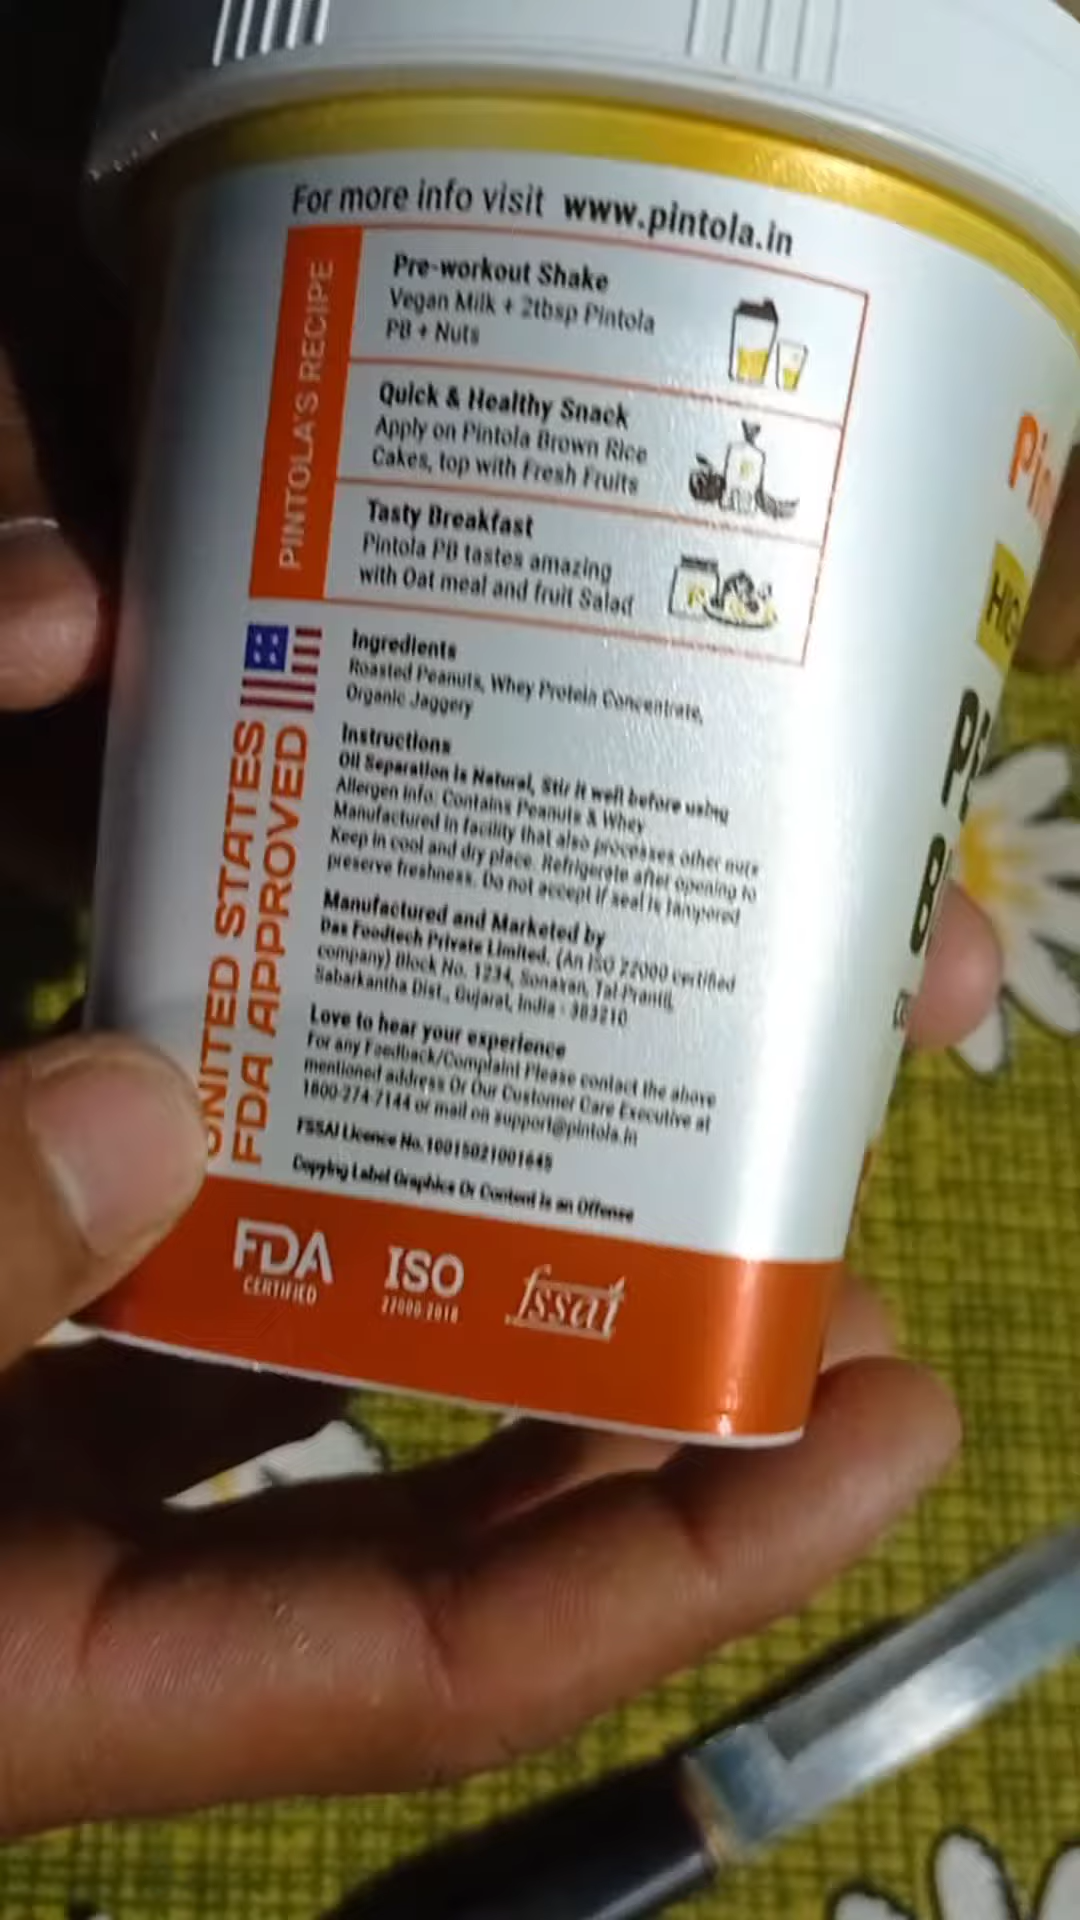 For more info visit www.pintola.in
PINTOLA'S RECIPE
Pre-workout Shake
Vegan Milk + 2tbsp Pintola
PB + Nuts
Quick & Healthy Snack
Apply on Pintola Brown Rice
Cakes, top with Fresh Fruits
Tasty Breakfast
Pintola PB tastes amazing
with Oat meal and fruit Salad
UNITED STATES
FDA APPROVED
Ingredients
Roasted Peanuts, Whey Protein Concentrate,
Organic Jaggery
Instructions
Oil Separation is Natural, Stir it well before using
Allergen Info: Contains Peanuts & Whey
Manufactured in facility that also processes other nuts
Keep in cool and dry place. Refrigerate after opening to
preserve freshness. Do not accept if seal is tampered
Manufactured and Marketed by
Das Foodtech Private Limited. (An ISO 22000 certified
company) Block No. 1234, Sonavan, Tal-Prantij,
Sabarkantha Dist., Gujarat, India - 383210
Love to hear your experience
For any Feedback/Complaint Please contact the above
mentioned address Or Our Customer Care Executive at
1800-274-7144 or mail on support@pintola.in
FSSAI Licence No. 10015021001645
Copying Label Graphics Or Content is an Offense
FDA
CERTIFIED
ISO
22000:2018
fssai
Pin
HIG